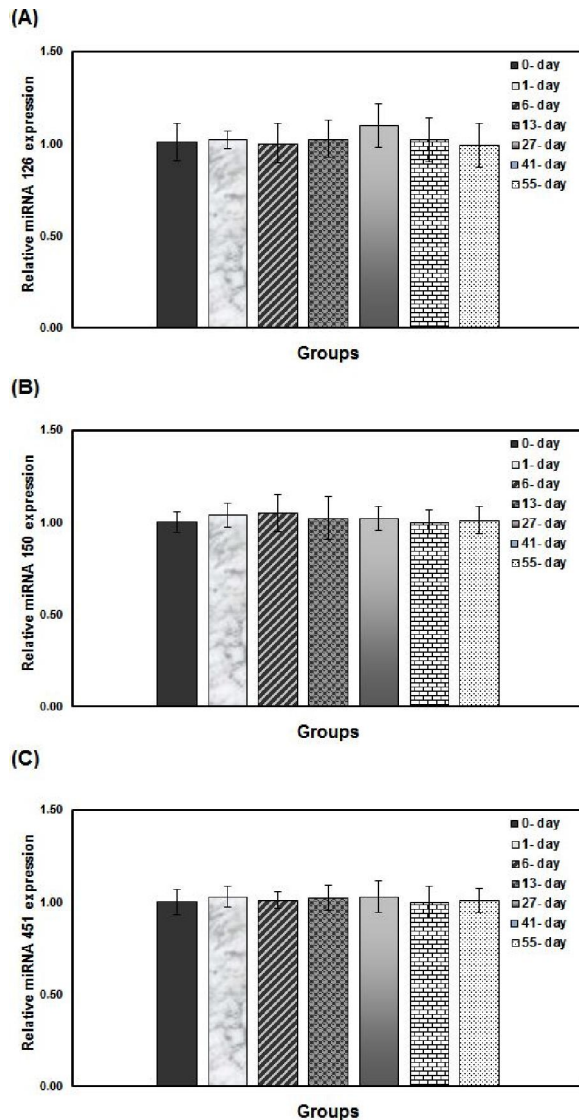 (A)
Relative miRNA 126 expression
1.50
1.00
0.50
0.00
0- day
1- day
6- day
13- day
27- day
41- day
55- day
Groups
(B)
Relative miRNA 150 expression
1.50
1.00
0.50
0.00
0- day
1- day
6- day
13- day
27- day
41- day
55- day
Groups
(C)
Relative miRNA 451 expression
1.50
1.00
0.50
0.00
0- day
1- day
6- day
13- day
27- day
41- day
55- day
Groups